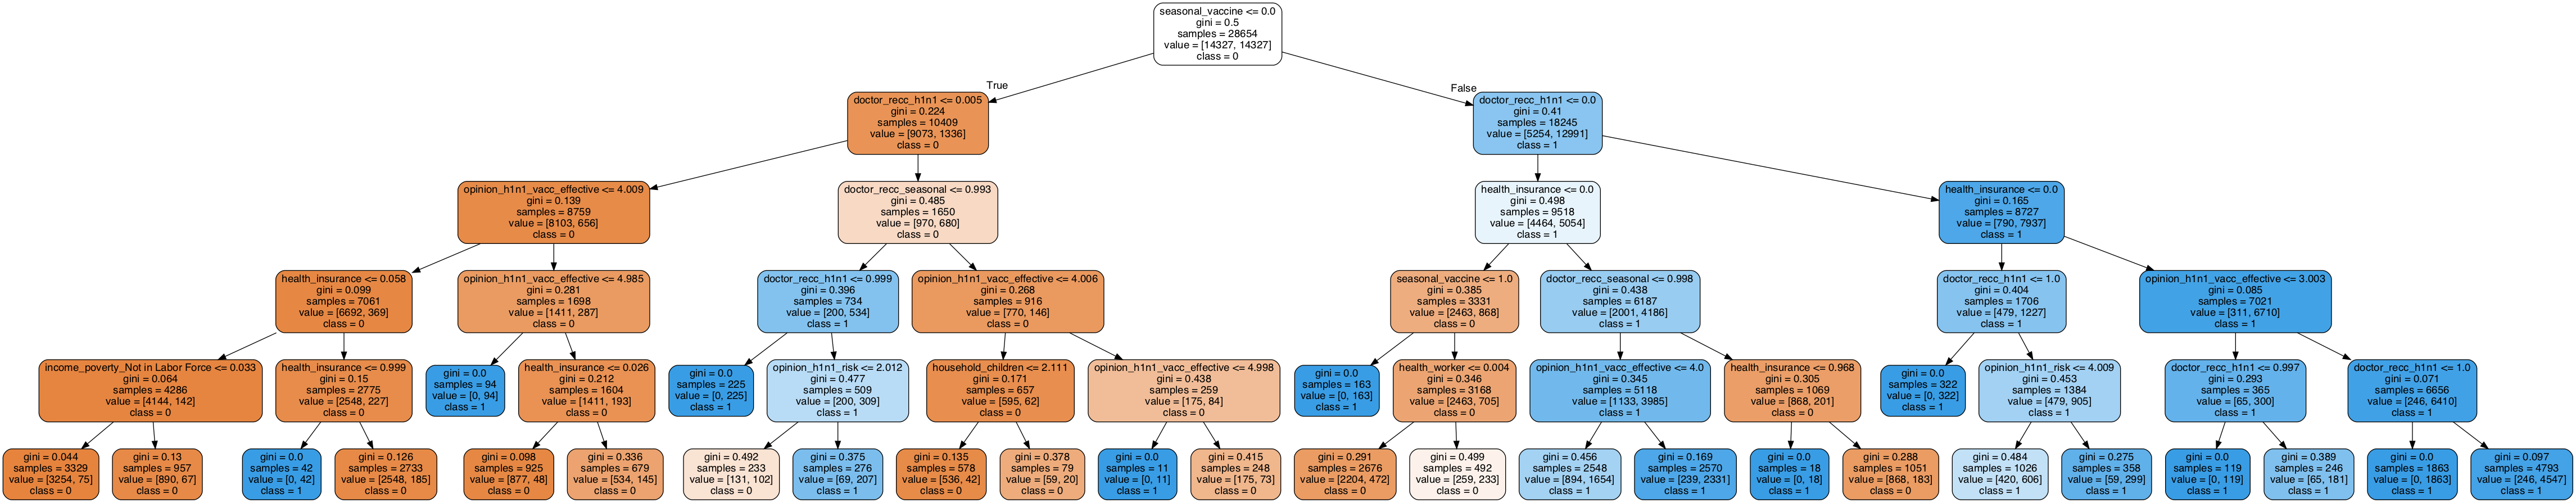 seasonal_vaccine <= 0.0
gini = 0.5
samples = 28654
value = [14327, 14327]
class = 0
True
False
doctor_recc_h1n1 <= 0.005
gini = 0.224
samples = 10409
value = [9073, 1336]
class = 0
doctor_recc_h1n1 <= 0.0
gini = 0.41
samples = 18245
value = [5254, 12991]
class = 1
opinion_h1n1_vacc_effective <= 4.009
gini = 0.139
samples = 8759
value = [8103, 656]
class = 0
doctor_recc_seasonal <= 0.993
gini = 0.485
samples = 1650
value = [970, 680]
class = 0
health_insurance <= 0.0
gini = 0.498
samples = 9518
value = [4464, 5054]
class = 1
health_insurance <= 0.0
gini = 0.165
samples = 8727
value = [790, 7937]
class = 1
health_insurance <= 0.058
gini = 0.099
samples = 7061
value = [6692, 369]
class = 0
opinion_h1n1_vacc_effective <= 4.985
gini = 0.281
samples = 1698
value = [1411, 287]
class = 0
doctor_recc_h1n1 <= 0.999
gini = 0.396
samples = 734
value = [200, 534]
class = 1
opinion_h1n1_vacc_effective <= 4.006
gini = 0.268
samples = 916
value = [770, 146]
class = 0
seasonal_vaccine <= 1.0
gini = 0.385
samples = 3331
value = [2463, 868]
class = 0
doctor_recc_seasonal <= 0.998
gini = 0.438
samples = 6187
value = [2001, 4186]
class = 1
doctor_recc_h1n1 <= 1.0
gini = 0.404
samples = 1706
value = [479, 1227]
class = 1
opinion_h1n1_vacc_effective <= 3.003
gini = 0.085
samples = 7021
value = [311, 6710]
class = 1
income_poverty_Not in Labor Force <= 0.033
gini = 0.064
samples = 4286
value = [4144, 142]
class = 0
health_insurance <= 0.999
gini = 0.15
samples = 2775
value = [2548, 227]
class = 0
gini = 0.0
samples = 94
value = [0, 94]
class = 1
health_insurance <= 0.026
gini = 0.212
samples = 1604
value = [1411, 193]
class = 0
gini = 0.0
samples = 225
value = [0, 225]
class = 1
opinion_h1n1_risk <= 2.012
gini = 0.477
samples = 509
value = [200, 309]
class = 1
household_children <= 2.111
gini = 0.171
samples = 657
value = [595, 62]
class = 0
opinion_h1n1_vacc_effective <= 4.998
gini = 0.438
samples = 259
value = [175, 84]
class = 0
gini = 0.0
samples = 163
value = [0, 163]
class = 1
health_worker <= 0.004
gini = 0.346
samples = 3168
value = [2463, 705]
class = 0
opinion_h1n1_vacc_effective <= 4.0
gini = 0.345
samples = 5118
value = [1133, 3985]
class = 1
health_insurance <= 0.968
gini = 0.305
samples = 1069
value = [868, 201]
class = 0
gini = 0.0
samples = 322
value = [0, 322]
class = 1
opinion_h1n1_risk <= 4.009
gini = 0.453
samples = 1384
value = [479, 905]
class = 1
doctor_recc_h1n1 <= 0.997
gini = 0.293
samples = 365
value = [65, 300]
class = 1
doctor_recc_h1n1 <= 1.0
gini = 0.071
samples = 6656
value = [246, 6410]
class = 1
gini = 0.044
samples = 3329
value = [3254, 75]
class = 0
gini = 0.13
samples = 957
value = [890, 67]
class = 0
gini = 0.0
samples = 42
value = [0, 42]
class = 1
gini = 0.126
samples = 2733
value = [2548, 185]
class = 0
gini = 0.098
samples = 925
value = [877, 48]
class = 0
gini = 0.336
samples = 679
value = [534, 145]
class = 0
gini = 0.492
samples = 233
value = [131, 102]
class = 0
gini = 0.375
samples = 276
value = [69, 207]
class = 1
gini = 0.135
samples = 578
value = [536, 42]
class = 0
gini = 0.378
samples = 79
value = [59, 20]
class = 0
gini = 0.0
samples = 11
value = [0, 11]
class = 1
gini = 0.415
samples = 248
value = [175, 73]
class = 0
gini = 0.291
samples = 2676
value = [2204, 472]
class = 0
gini = 0.499
samples = 492
value = [259, 233]
class = 0
gini = 0.456
samples = 2548
value = [894, 1654]
class = 1
gini = 0.169
samples = 2570
value = [239, 2331]
class = 1
gini = 0.0
samples = 18
value = [0, 18]
class = 1
gini = 0.288
samples = 1051
value = [868, 183]
class = 0
gini = 0.484
samples = 1026
value = [420, 606]
class = 1
gini = 0.275
samples = 358
value = [59, 299]
class = 1
gini = 0.0
samples = 119
value = [0, 119]
class = 1
gini = 0.389
samples = 246
value = [65, 181]
class = 1
gini = 0.0
samples = 1863
value = [0, 1863]
class = 1
gini = 0.097
samples = 4793
value = [246, 4547]
class = 1